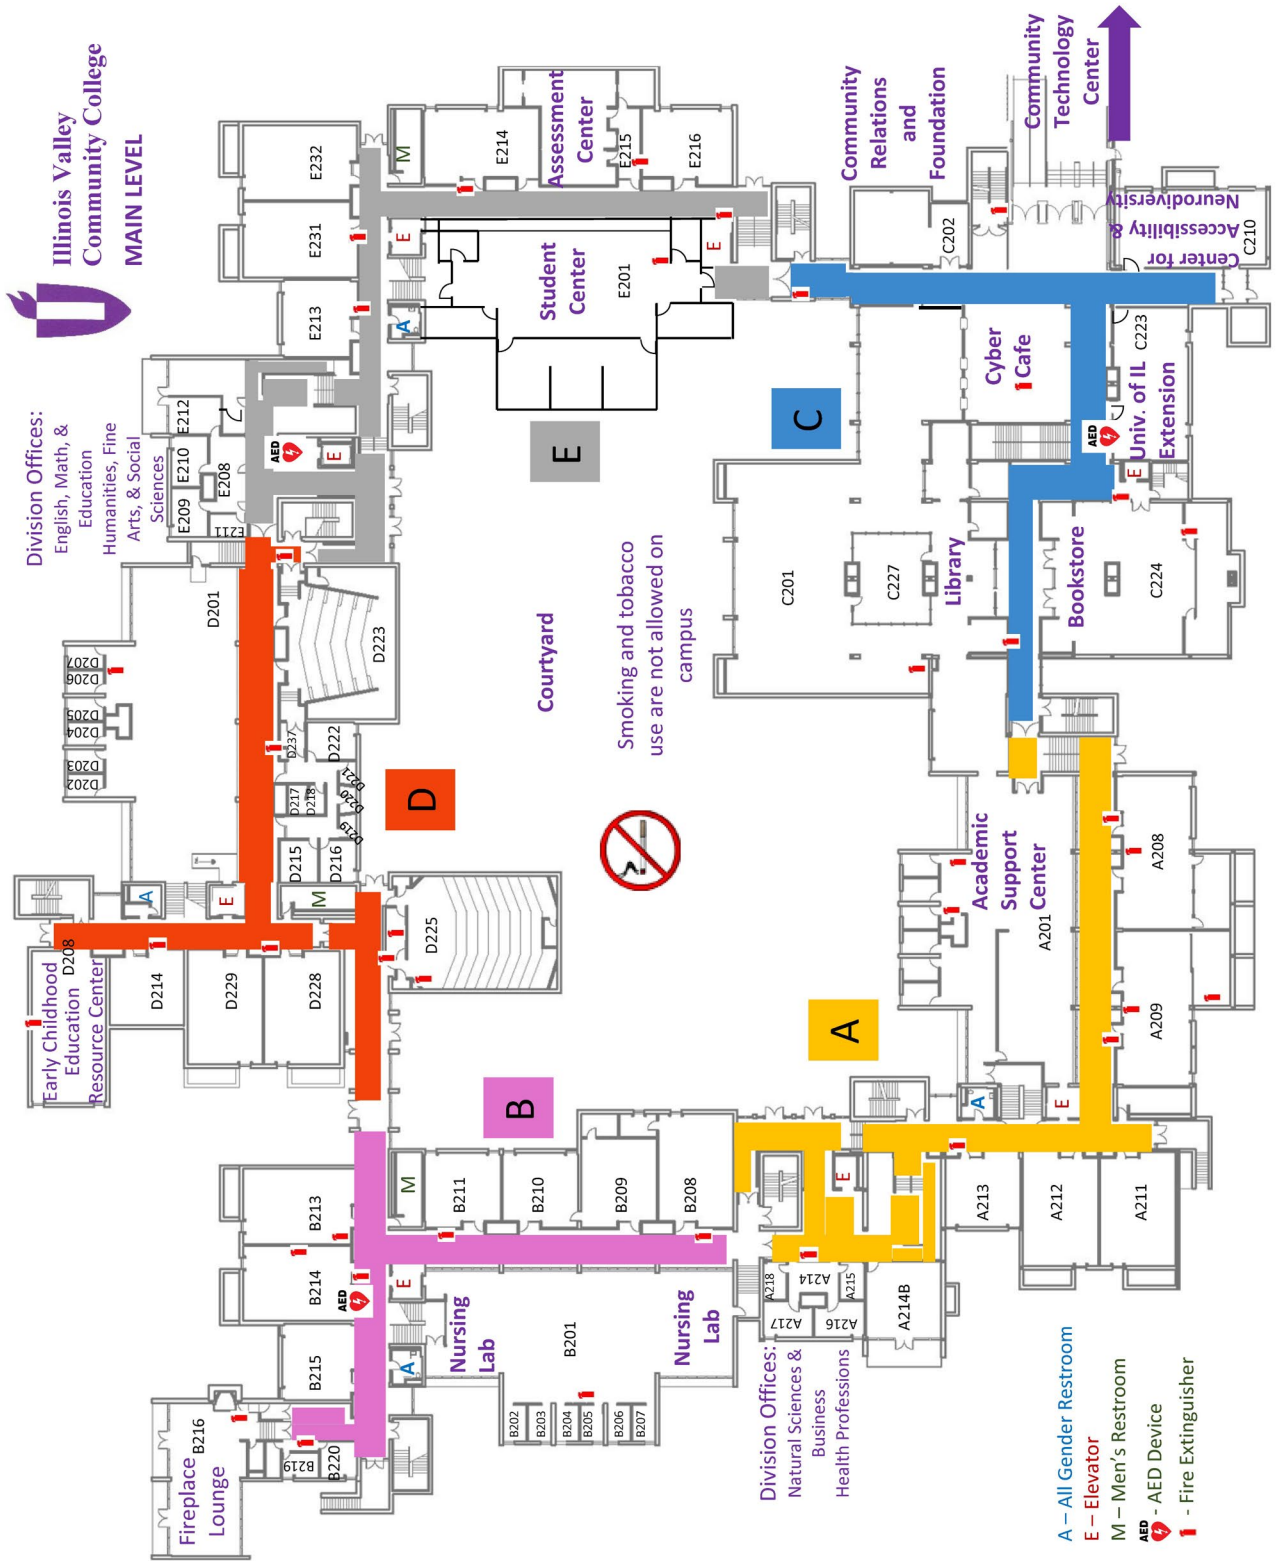 Illinois Valley
Community College
MAIN LEVEL
Division Offices:
English, Math, &
Education
Humanities, Fine
Arts, & Social
Sciences
E232
E231
E213
E212
E210
E209
E208
E211
AED
E
M
E
A
E214
Assessment
Center
E215
E216
Student
Center
E201
E
E
Community
Relations
and
Foundation
Community
Technology
Center
C202
Center for
Accessibility &
Neurodiversity
C210
C
Cyber
Cafe
C223
Univ. of IL
Extension
AED
E
C201
C227
Library
Bookstore
C224
Courtyard
Smoking and tobacco
use are not allowed on
campus
D201
D207
D206
D205
D204
D203
D202
D223
D237
D222
D221
D220
D219
D217
D218
D215
D216
D
A
E
M
D208
Early Childhood
Education
Resource Center
D214
D229
D228
D225
Academic
Support
Center
A201
A208
A209
A
A
E
B
B213
B214
B215
AED
B216
Fireplace
Lounge
B219
B220
M
E
A
B211
B210
B209
B208
Nursing
Lab
B201
Nursing
Lab
B202
B203
B204
B205
B206
B207
E
A213
A212
A211
A218
A214
A215
A217
A216
A214B
Division Offices:
Natural Sciences &
Business
Health Professions
A – All Gender Restroom
E – Elevator
M – Men's Restroom
AED - AED Device
- Fire Extinguisher